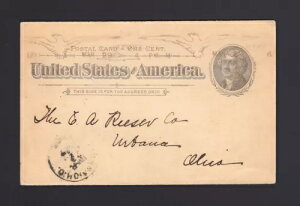 POSTAL CARD - ONE CENT.
United States of America.
THIS SIDE IS FOR THE ADDRESS ONLY.
The E A Co
Urbana
Ohio
OHIO